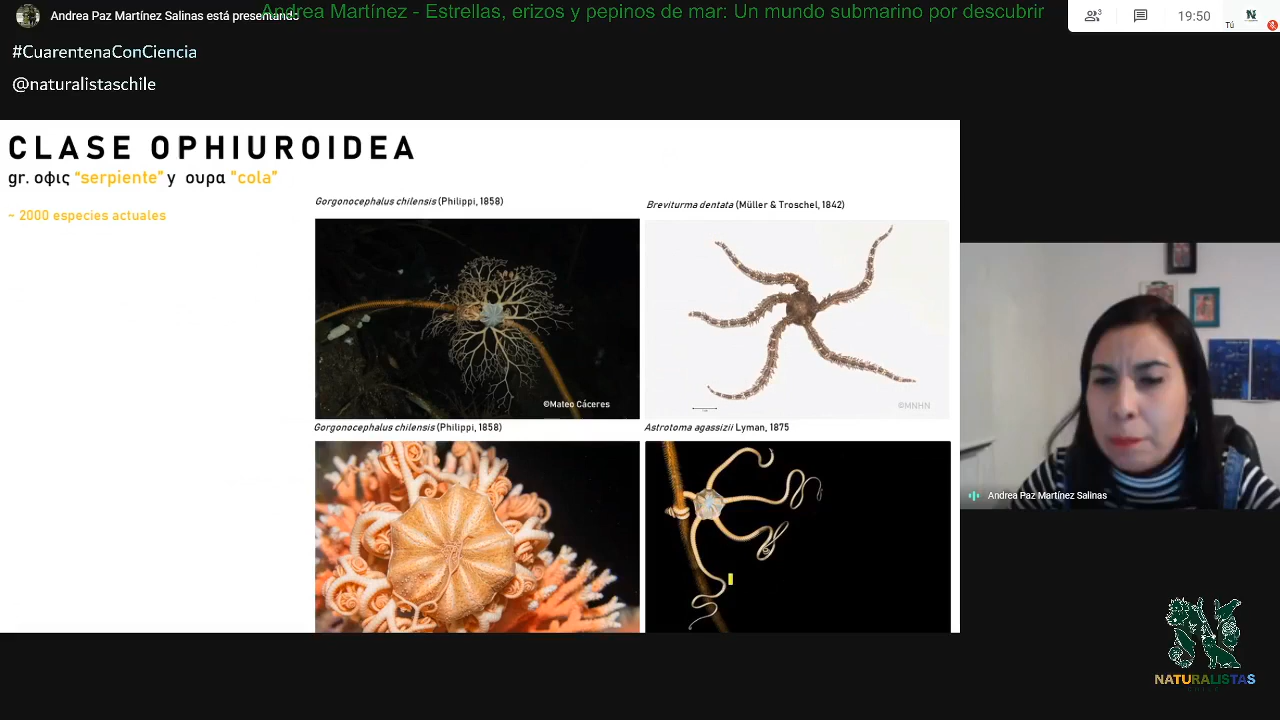 Andrea Paz Martínez Salinas está presentando
Andrea Martínez - Estrellas, erizos y pepinos de mar: Un mundo submarino por descubrir
3
19:50
Tú
#CuarentenaConCiencia
@naturalistaschile
CLASE OPHIUROIDEA
gr. οφις “serpiente” y ουρα “cola”
~ 2000 especies actuales
Gorgonocephalus chilensis (Philippi, 1858)
Breviturma dentata (Müller & Troschel, 1842)
©Mateo Cáceres
©MNHN
Gorgonocephalus chilensis (Philippi, 1858)
Astrotoma agassizii Lyman, 1875
Andrea Paz Martínez Salinas
NATURALISTAS